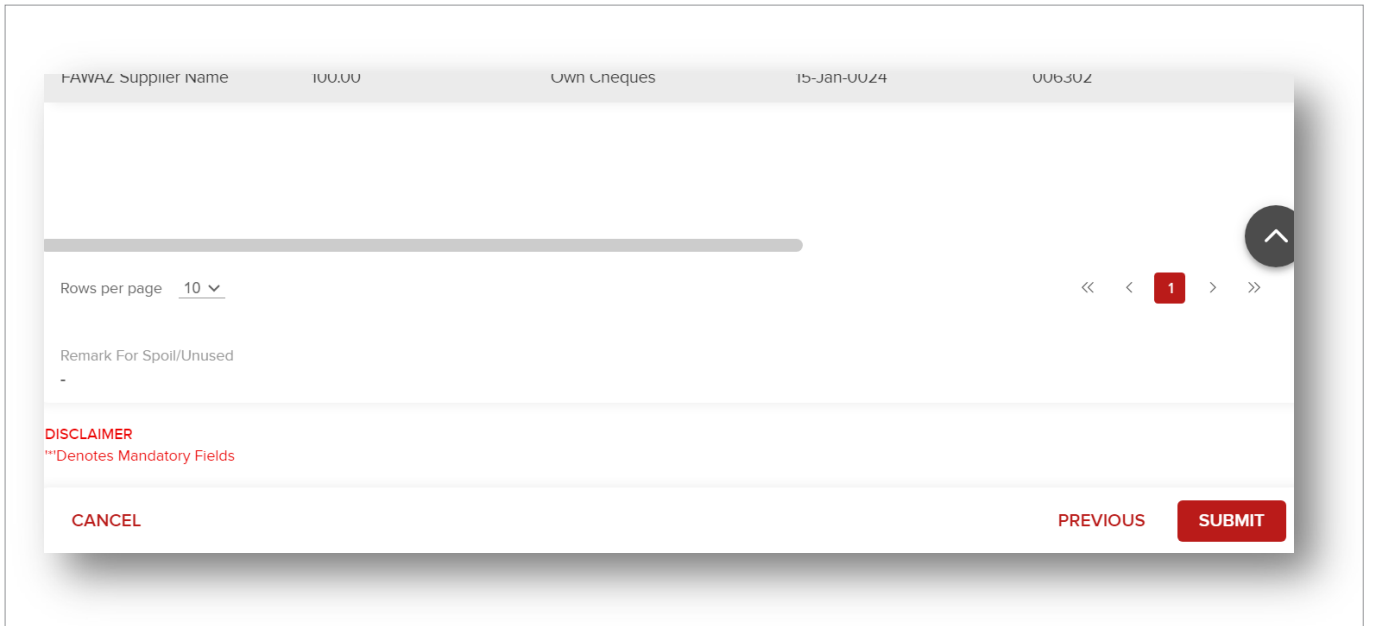 FAWAZ Supplier Name 100.00 Own Cheques 15-Jan-0024 006302
Rows per page 10 1
Remark For Spoil/Unused
-
DISCLAIMER
'*'Denotes Mandatory Fields
CANCEL PREVIOUS SUBMIT